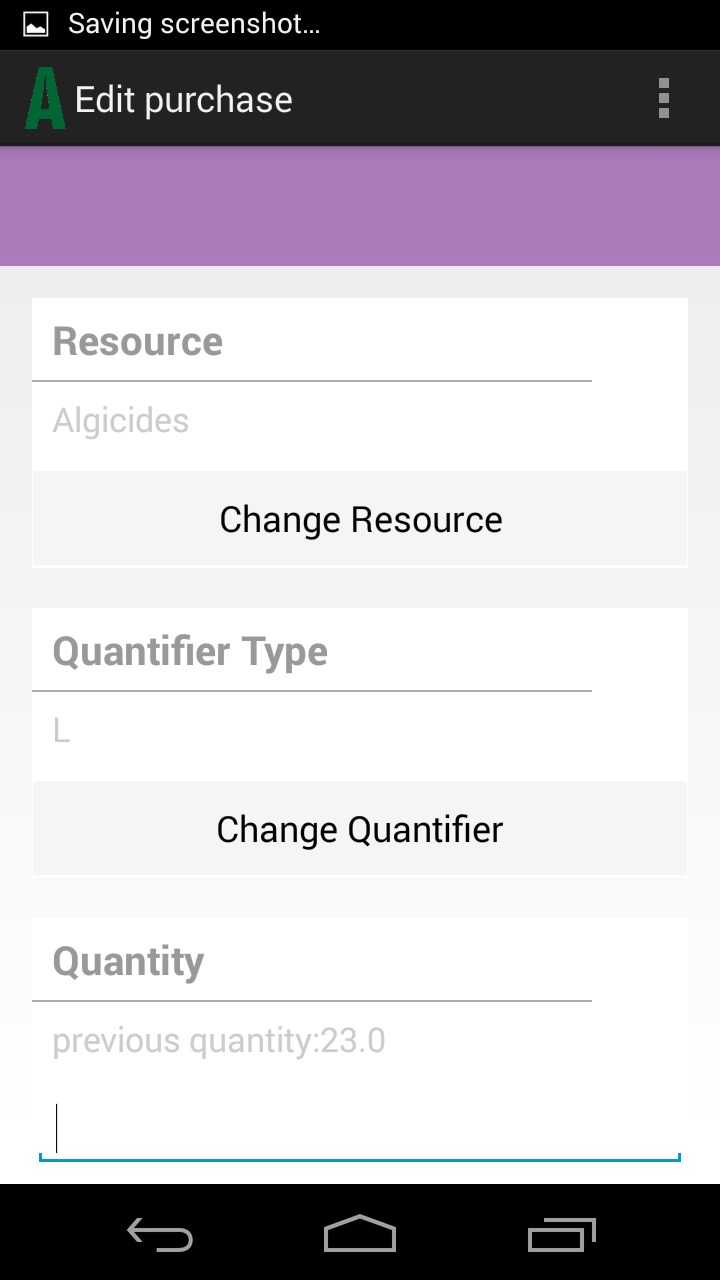 Saving screenshot...
A Edit purchase
Resource
Algicides
Change Resource
Quantifier Type
L
Change Quantifier
Quantity
previous quantity:23.0